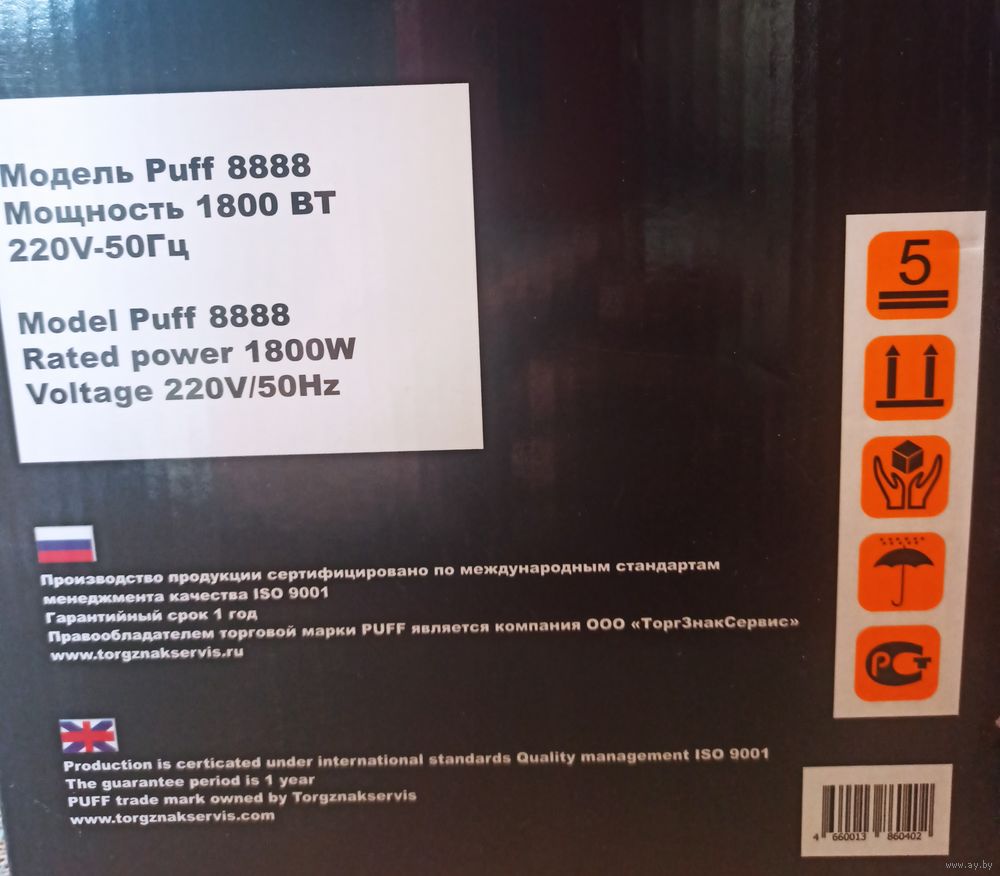 Модель Puff 8888
Мощность 1800 ВТ
220V-50Гц
Model Puff 8888
Rated power 1800W
Voltage 220V/50Hz
5
РСТ
Производство продукции сертифицировано по международным стандартам
менеджмента качества ISO 9001
Гарантийный срок 1 год
Правообладателем торговой марки PUFF является компания ООО «ТоргЗнакСервис»
www.torgznakservis.ru
Production is certicated under international standards Quality management ISO 9001
The guarantee period is 1 year
PUFF trade mark owned by Torgznakservis
www.torgznakservis.com
4 660013 860402
www.ay.by